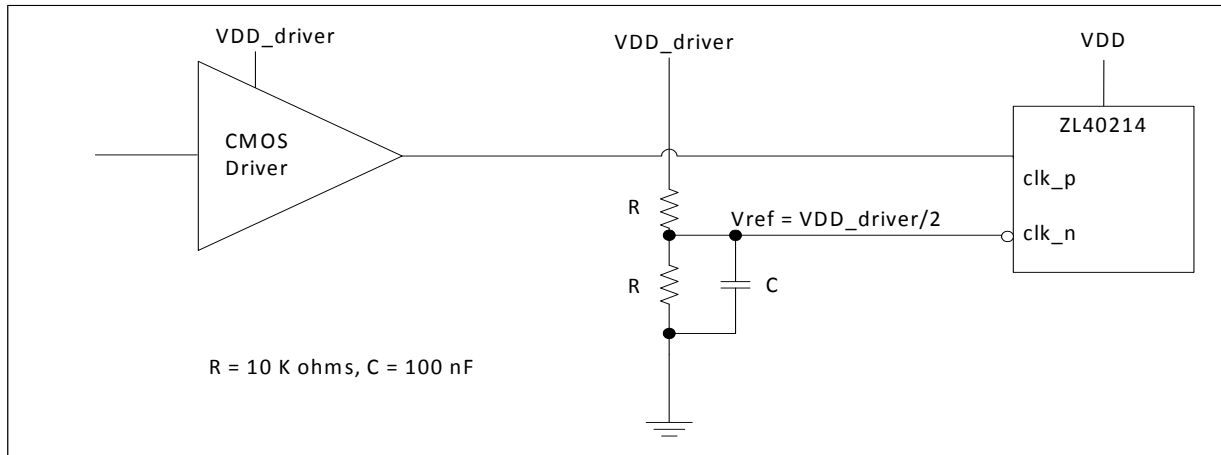 VDD_driver
VDD_driver
VDD
CMOS
Driver
ZL40214
clk_p
R
Vref = VDD_driver/2
clk_n
R
C
R = 10 K ohms, C = 100 nF